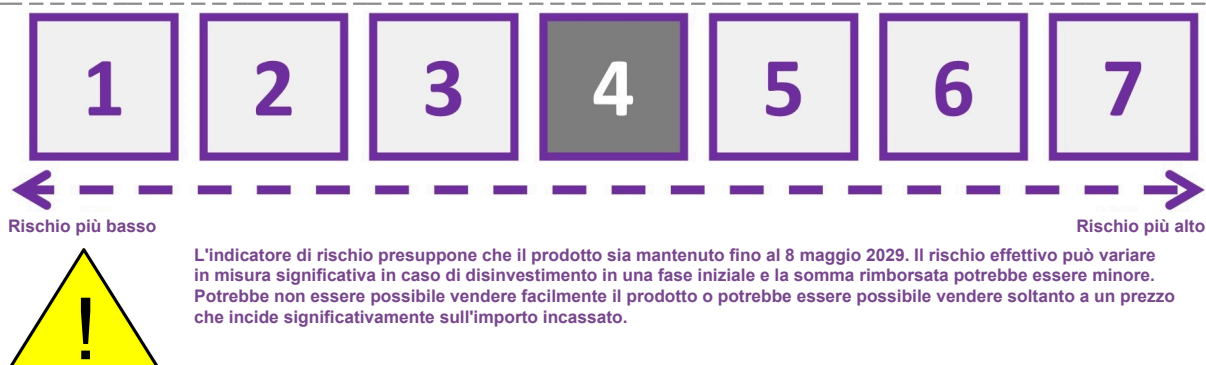 1 2 3 4 5 6 7
Rischio più basso Rischio più alto
L'indicatore di rischio presuppone che il prodotto sia mantenuto fino al 8 maggio 2029. Il rischio effettivo può variare
in misura significativa in caso di disinvestimento in una fase iniziale e la somma rimborsata potrebbe essere minore.
Potrebbe non essere possibile vendere facilmente il prodotto o potrebbe essere possibile vendere soltanto a un prezzo
che incide significativamente sull'importo incassato.
!